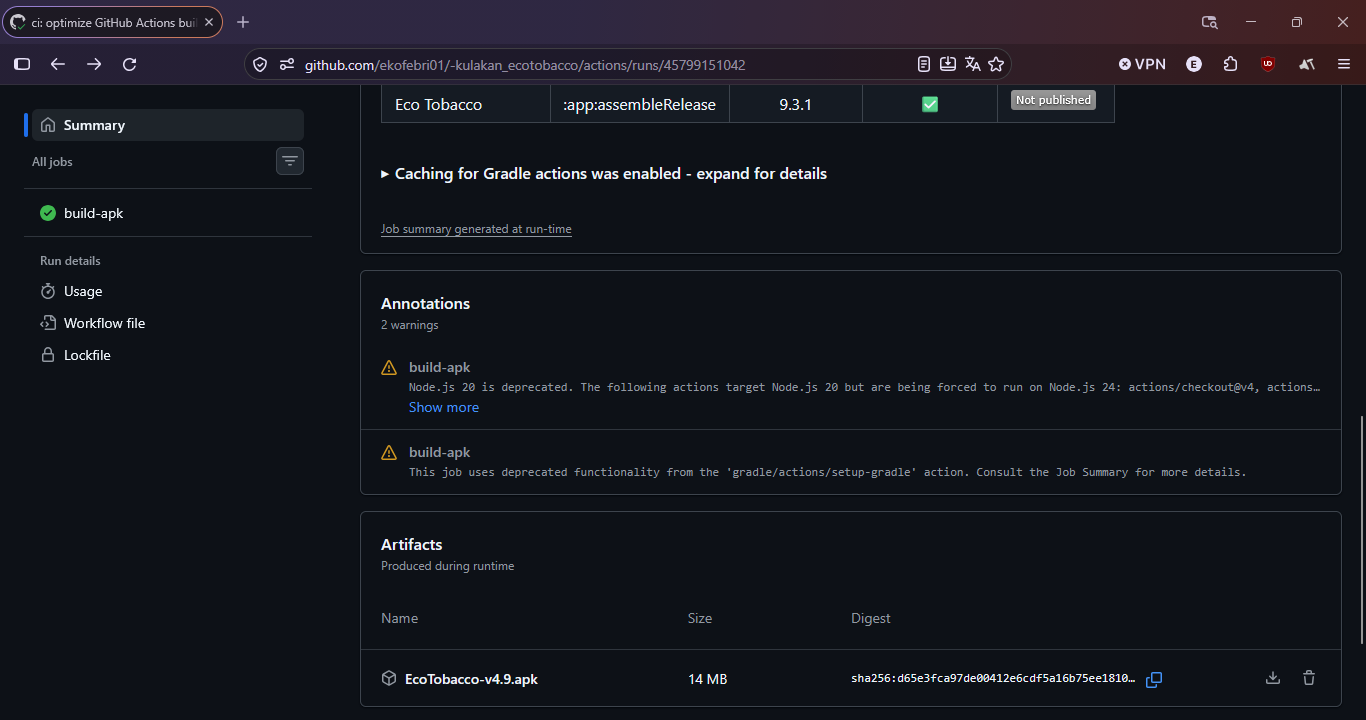 ci: optimize GitHub Actions bui
github.com/ekofebri01/-kulakan_ecotobacco/actions/runs/45799151042
VPN
E
Summary
All jobs
build-apk
Run details
Usage
Workflow file
Lockfile
Eco Tobacco :app:assembleRelease 9.3.1 Not published
Caching for Gradle actions was enabled - expand for details
Job summary generated at run-time
Annotations
2 warnings
build-apk
Node.js 20 is deprecated. The following actions target Node.js 20 but are being forced to run on Node.js 24: actions/checkout@v4, actions…
Show more
build-apk
This job uses deprecated functionality from the 'gradle/actions/setup-gradle' action. Consult the Job Summary for more details.
Artifacts
Produced during runtime
Name Size Digest
EcoTobacco-v4.9.apk 14 MB sha256:d65e3fca97de00412e6cdf5a16b75ee1810…